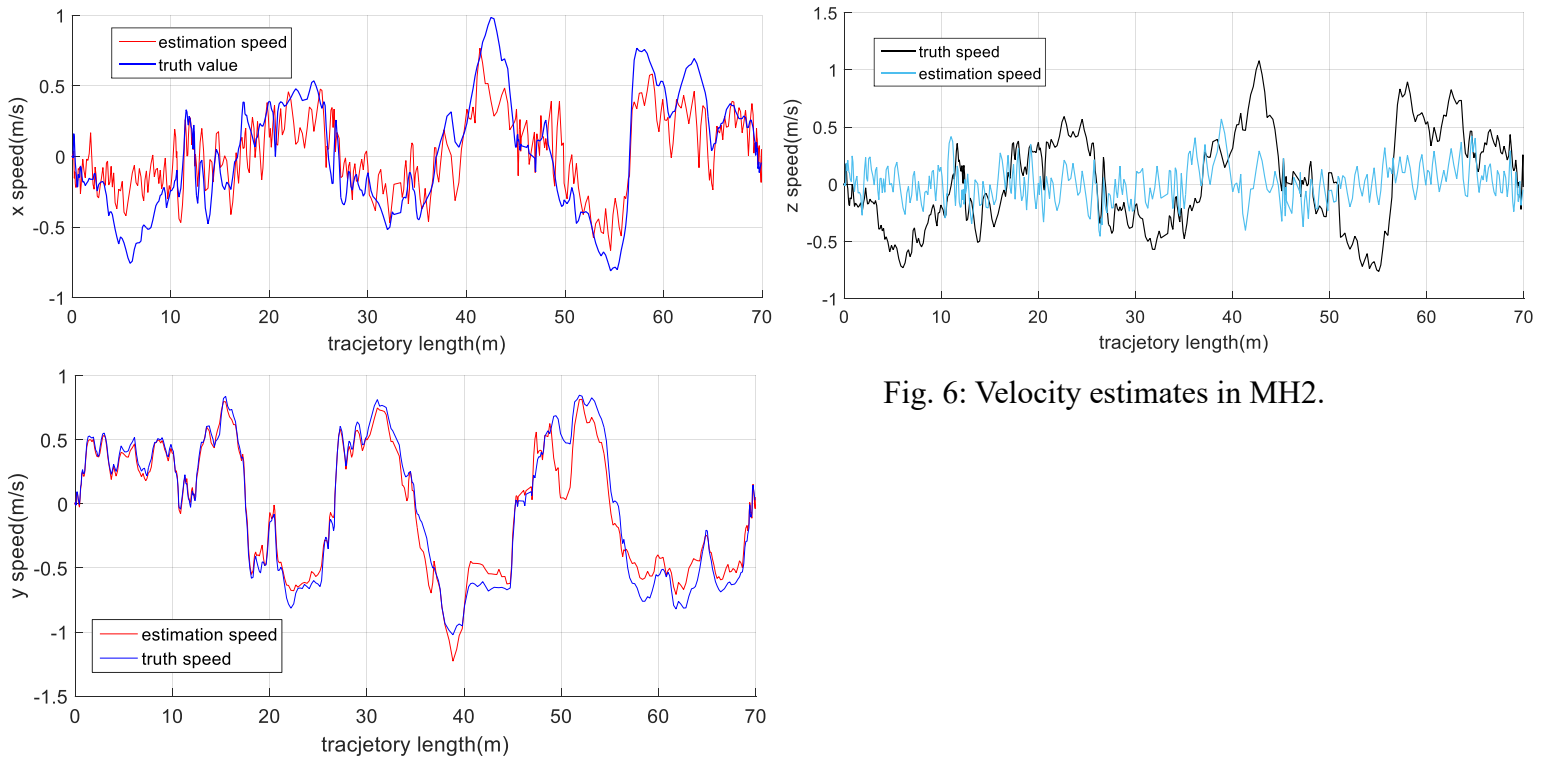 1
0.5
0
-0.5
-1
x speed(m/s)
estimation speed
truth value
0 10 20 30 40 50 60 70
tracjetory length(m)
1.5
1
0.5
0
-0.5
-1
z speed(m/s)
truth speed
estimation speed
0 10 20 30 40 50 60 70
tracjetory length(m)
1
0.5
0
-0.5
-1
-1.5
y speed(m/s)
estimation speed
truth speed
0 10 20 30 40 50 60 70
tracjetory length(m)
Fig. 6: Velocity estimates in MH2.